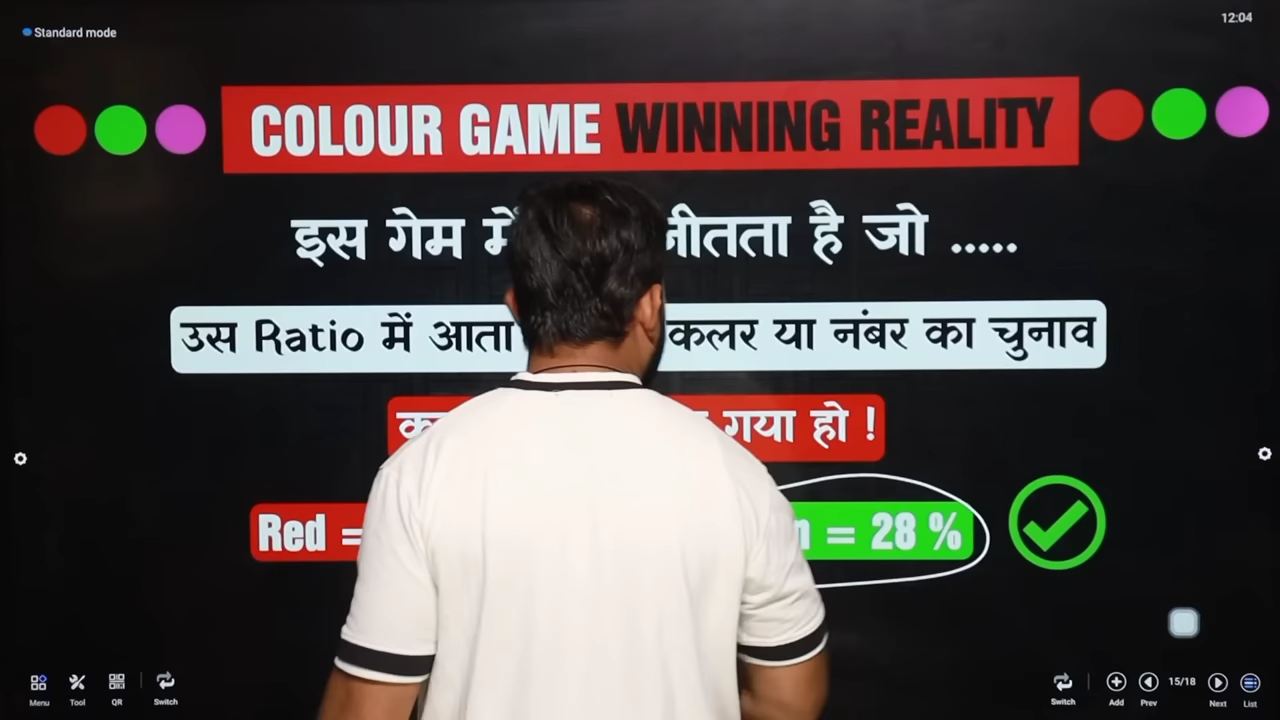 Standard mode
12:04
COLOUR GAME WINNING REALITY
इस गेम में जीतता है जो .....
उस Ratio में आता कलर या नंबर का चुनाव
गया हो !
Red = = 28 %
Menu Tool QR Switch
Switch Add Prev 15/18 Next List